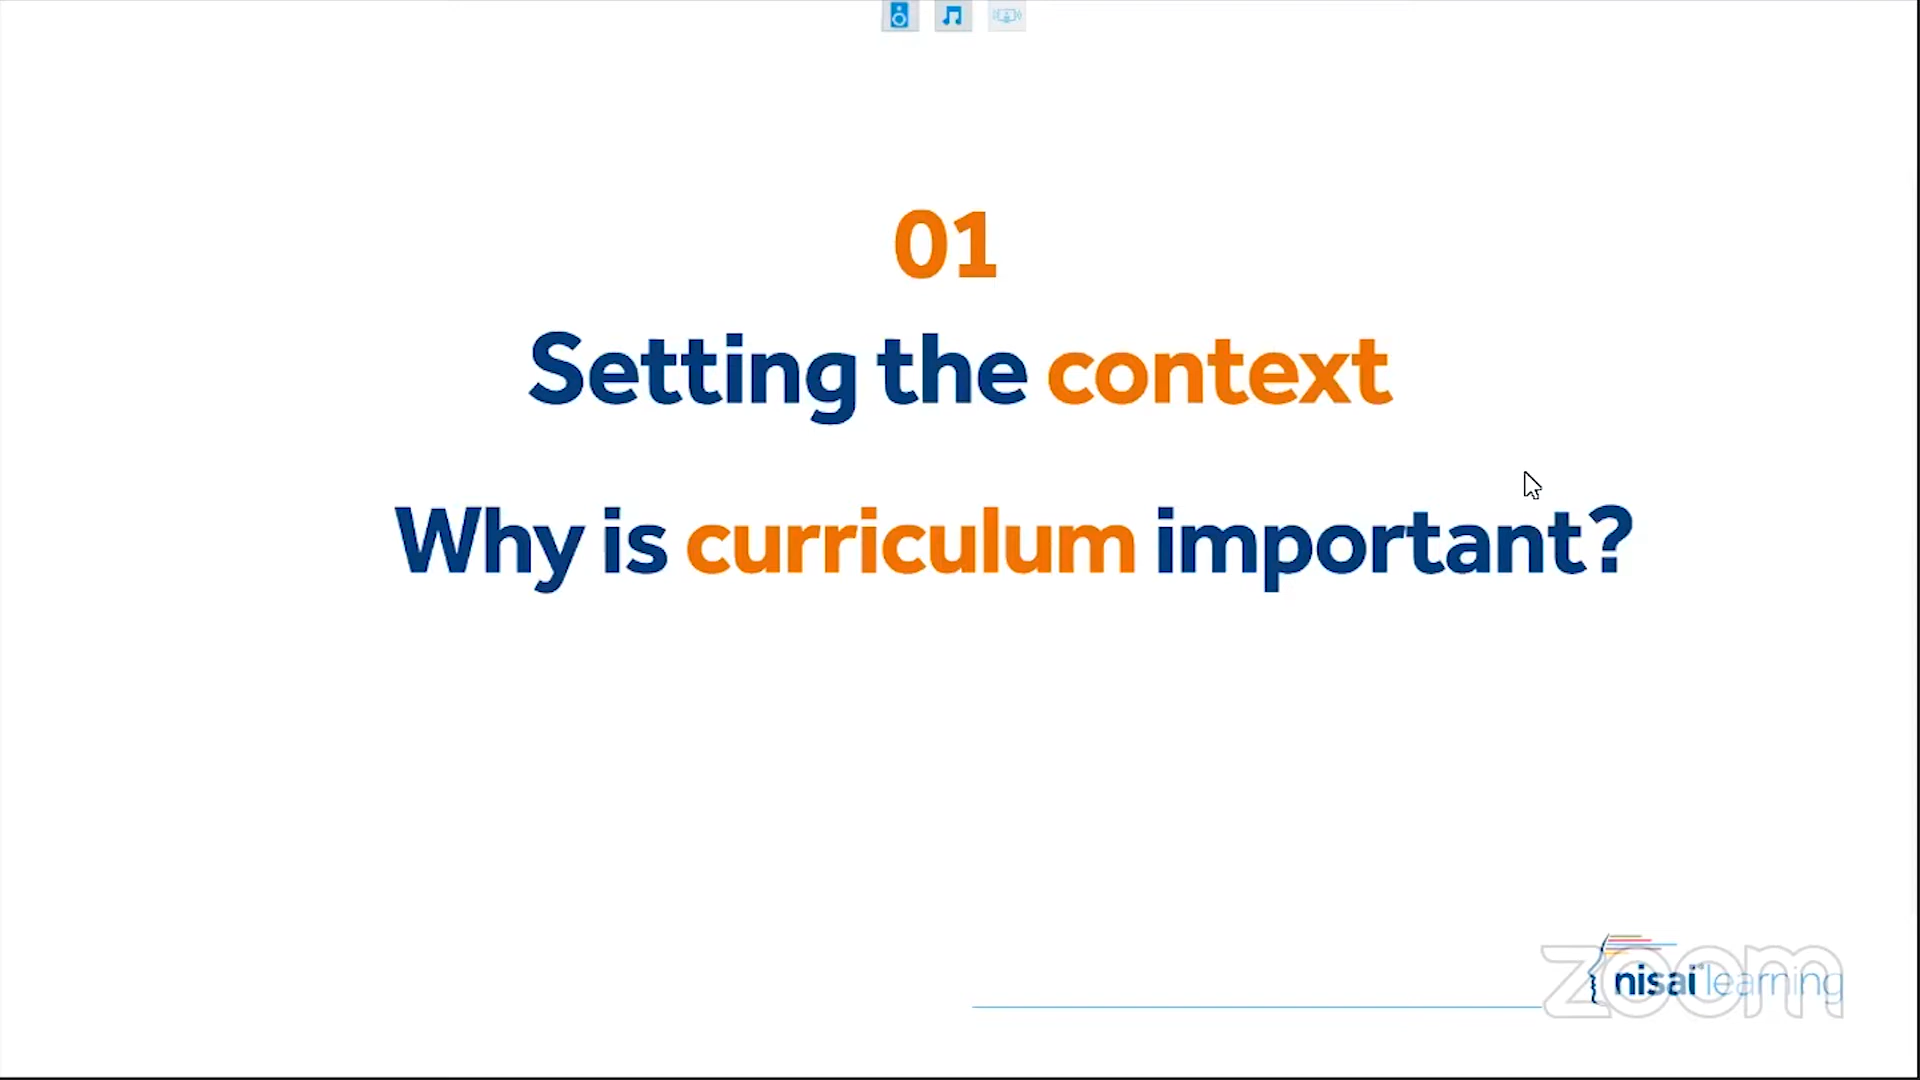 01
Setting the context
Why is curriculum important?
nisai learning
zoom